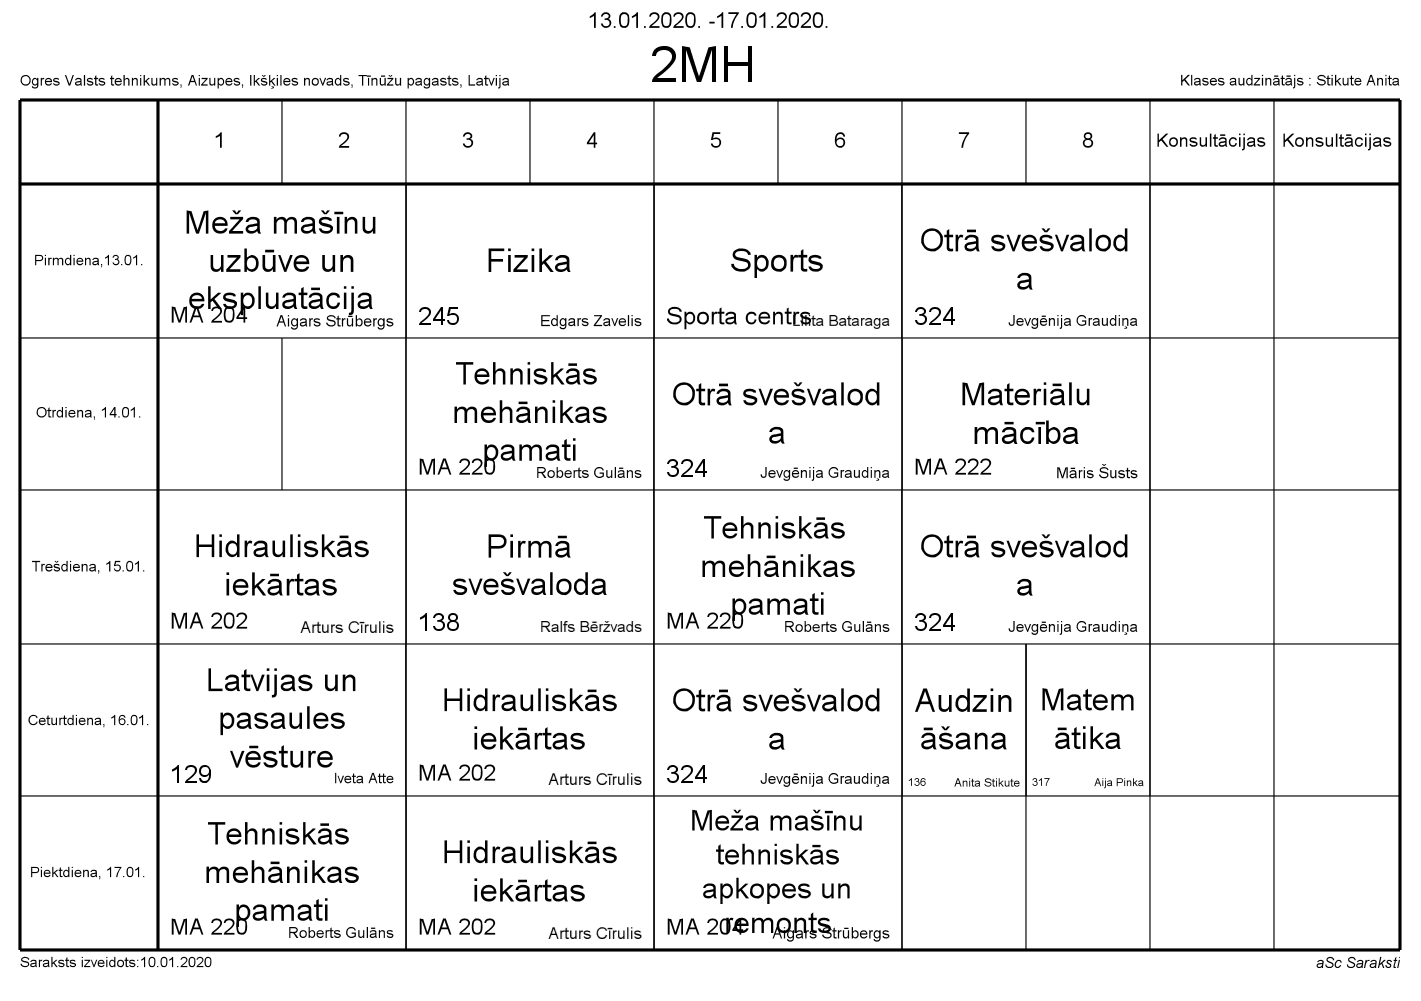 13.01.2020. -17.01.2020.
2MH
Ogres Valsts tehnikums, Aizupes, Ikšķiles novads, Tīnūžu pagasts, Latvija
Klases audzinātājs : Stikute Anita
1 2 3 4 5 6 7 8 Konsultācijas Konsultācijas
Pirmdiena,13.01.
Meža mašīnu
uzbūve un
ekspluatācija
MA 204 Aigars Strūbergs
Fizika
245 Edgars Zavelis
Sports
Sporta centrs Lilita Bataraga
Otrā svešvalod
a
324 Jevgēnija Graudiņa
Otrdiena, 14.01.
Tehniskās
mehānikas
pamati
MA 220 Roberts Gulāns
Otrā svešvalod
a
324 Jevgēnija Graudiņa
Materiālu
mācība
MA 222 Māris Šusts
Trešdiena, 15.01.
Hidrauliskās
iekārtas
MA 202 Arturs Cīrulis
Pirmā
svešvaloda
138 Ralfs Bēržvads
Tehniskās
mehānikas
pamati
MA 220 Roberts Gulāns
Otrā svešvalod
a
324 Jevgēnija Graudiņa
Ceturtdiena, 16.01.
Latvijas un
pasaules
vēsture
129 Iveta Atte
Hidrauliskās
iekārtas
MA 202 Arturs Cīrulis
Otrā svešvalod
a
324 Jevgēnija Graudiņa
Audzin
āšana
136 Anita Stikute
Matem
ātika
317 Aija Pinka
Piektdiena, 17.01.
Tehniskās
mehānikas
pamati
MA 220 Roberts Gulāns
Hidrauliskās
iekārtas
MA 202 Arturs Cīrulis
Meža mašīnu
tehniskās
apkopes un
remonts
MA 204 Aigars Strūbergs
Saraksts izveidots:10.01.2020
aSc Saraksti